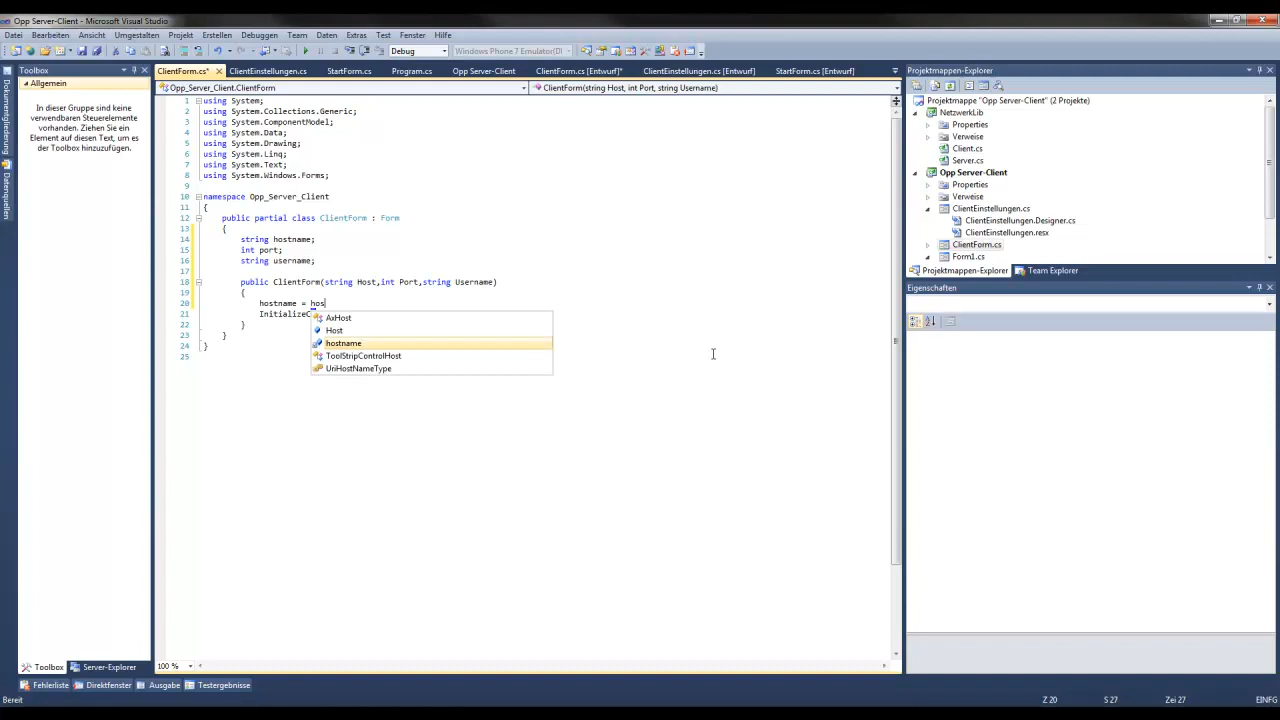 Opp Server-Client - Microsoft Visual Studio
Datei Bearbeiten Ansicht Umgestalten Projekt Erstellen Debuggen Team Daten Extras Test Fenster Hilfe
Debug Windows Phone 7 Emulator(DI
Toolbox
Allgemein
In dieser Gruppe sind keine
verwendbaren Steuerelemente
vorhanden. Ziehen Sie ein
Element auf diesen Text, um es
der Toolbox hinzuzufügen.
Dokumentgliederung
Datenquellen
ClientForm.cs* ClientEinstellungen.cs StartForm.cs Program.cs Opp Server-Client ClientForm.cs [Entwurf]* ClientEinstellungen.cs [Entwurf] StartForm.cs [Entwurf]
Opp_Server_Client.ClientForm ClientForm(string Host, int Port, string Username)
1 using System;
2 using System.Collections.Generic;
3 using System.ComponentModel;
4 using System.Data;
5 using System.Drawing;
6 using System.Linq;
7 using System.Text;
8 using System.Windows.Forms;
9
10 namespace Opp_Server_Client
11 {
12 public partial class ClientForm : Form
13 {
14 string hostname;
15 int port;
16 string username;
17
18 public ClientForm(string Host,int Port,string Username)
19 {
20 hostname = hos
21 InitializeC
22 }
23 }
24 }
25
AxHost
Host
hostname
ToolStripControlHost
UriHostNameType
100 %
Projektmappen-Explorer
Projektmappe "Opp Server-Client" (2 Projekte)
NetzwerkLib
Properties
Verweise
Client.cs
Server.cs
Opp Server-Client
Properties
Verweise
ClientEinstellungen.cs
ClientEinstellungen.Designer.cs
ClientEinstellungen.resx
ClientForm.cs
Form1.cs
Projektmappen-Explorer Team Explorer
Eigenschaften
Toolbox Server-Explorer
Fehlerliste Direktfenster Ausgabe Testergebnisse
Bereit Z 20 S 27 Zei 27 EINFG